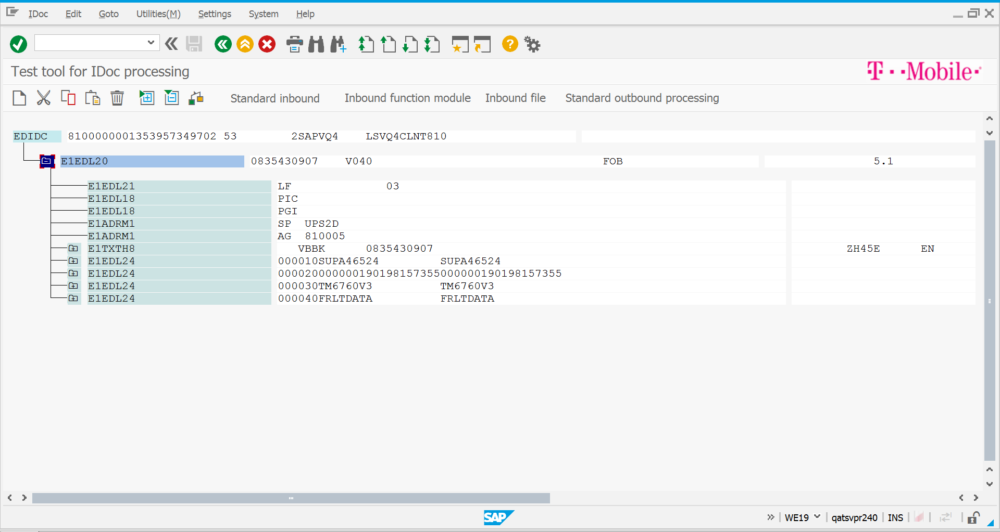 IDoc Edit Goto Utilities(M) Settings System Help
Test tool for IDoc processing
T··Mobile·
Standard inbound Inbound function module Inbound file Standard outbound processing
EDIDC 8100000001353957349702 53 2SAPVQ4 LSVQ4CLNT810
E1EDL20 0835430907 V040 FOB 5.1
E1EDL21 LF 03
E1EDL18 PIC
E1EDL18 PGI
E1ADRM1 SP UPS2D
E1ADRM1 AG 810005
E1TXTH8 VBBK 0835430907 ZH45E EN
E1EDL24 000010SUPA46524 SUPA46524
E1EDL24 000020000000190198157355000000190198157355
E1EDL24 000030TM6760V3 TM6760V3
E1EDL24 000040FRLTDATA FRLTDATA
SAP WE19 qatsvpr240 INS